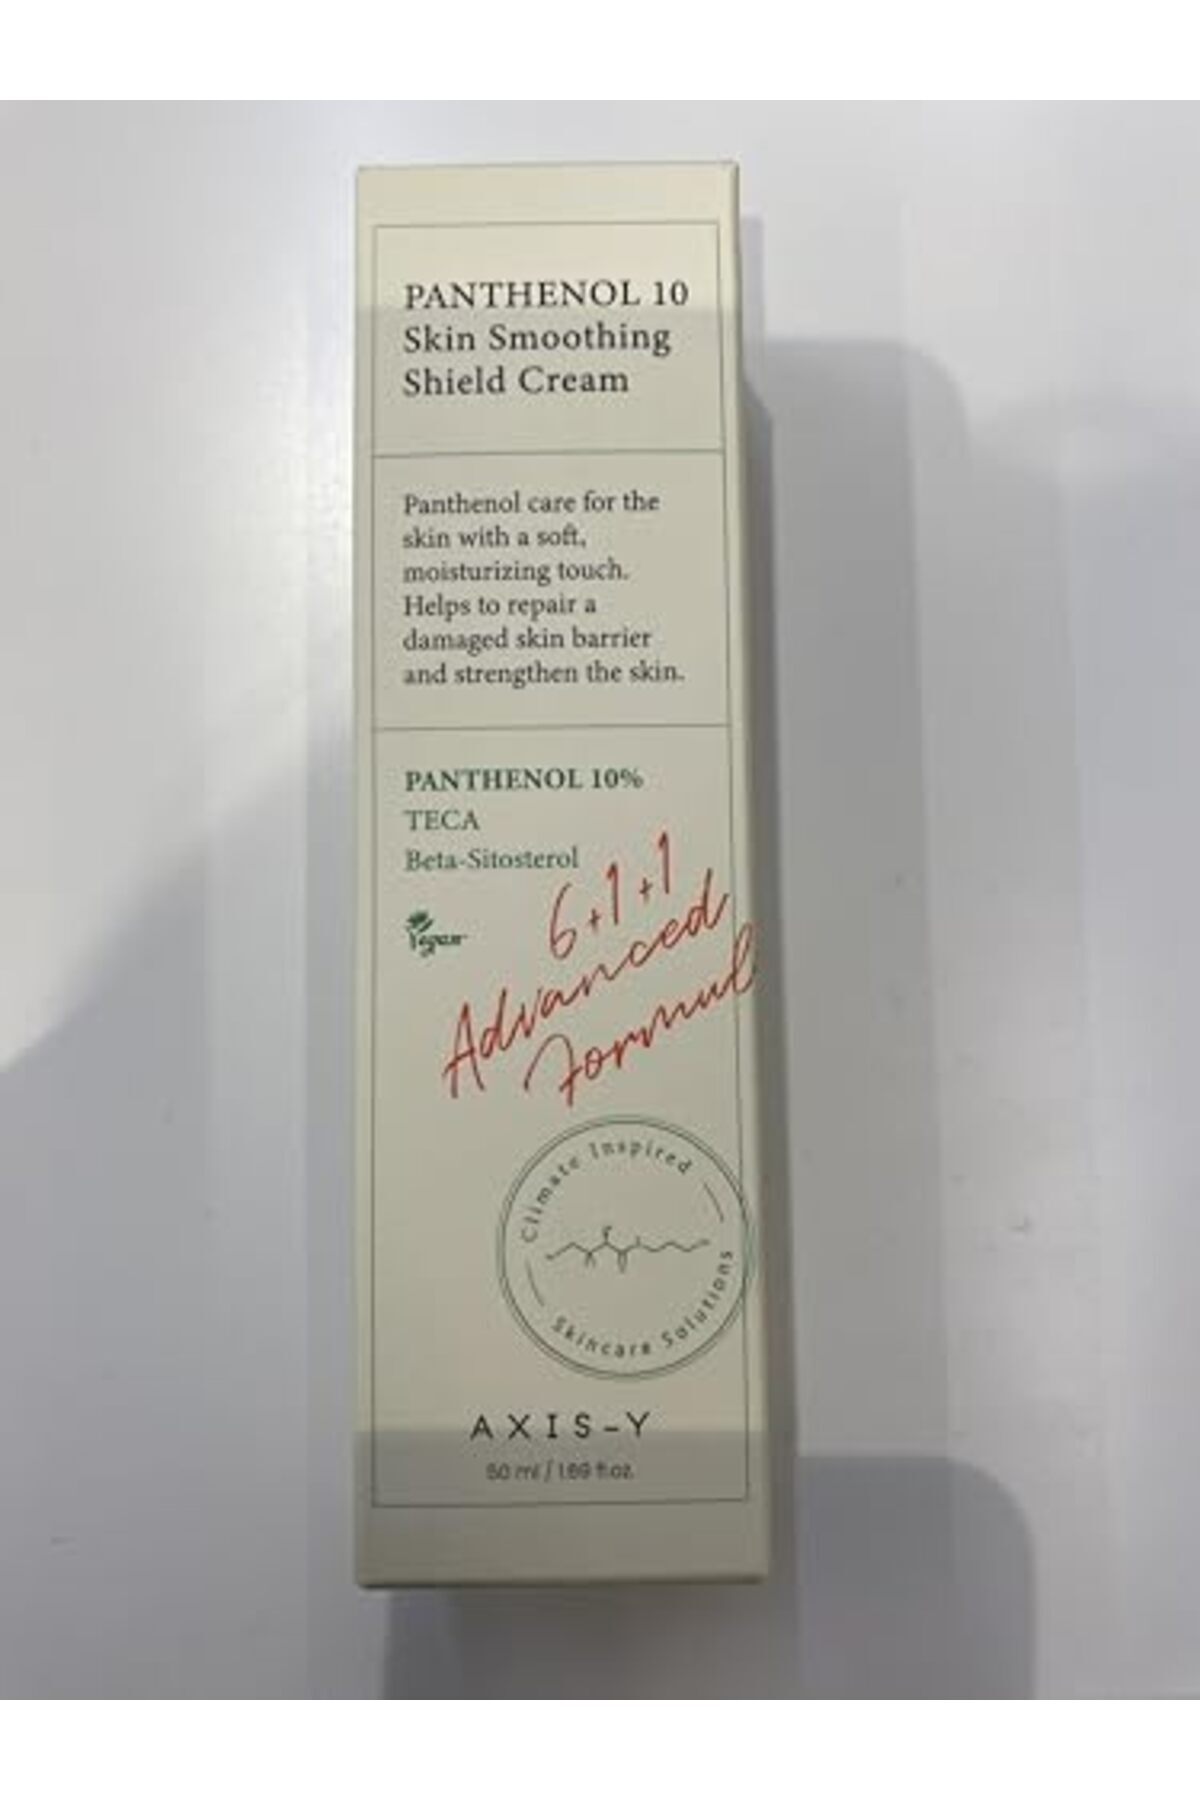 PANTHENOL 10
Skin Smoothing
Shield Cream
Panthenol care for the
skin with a soft,
moisturizing touch.
Helps to repair a
damaged skin barrier
and strengthen the skin.
PANTHENOL 10%
TECA
Beta-Sitosterol
Vegan
6+1+1
Advanced
Formul
Climate Inspired
Skincare Solutions
AXIS-Y
50 ml / 1.69 fl.oz.